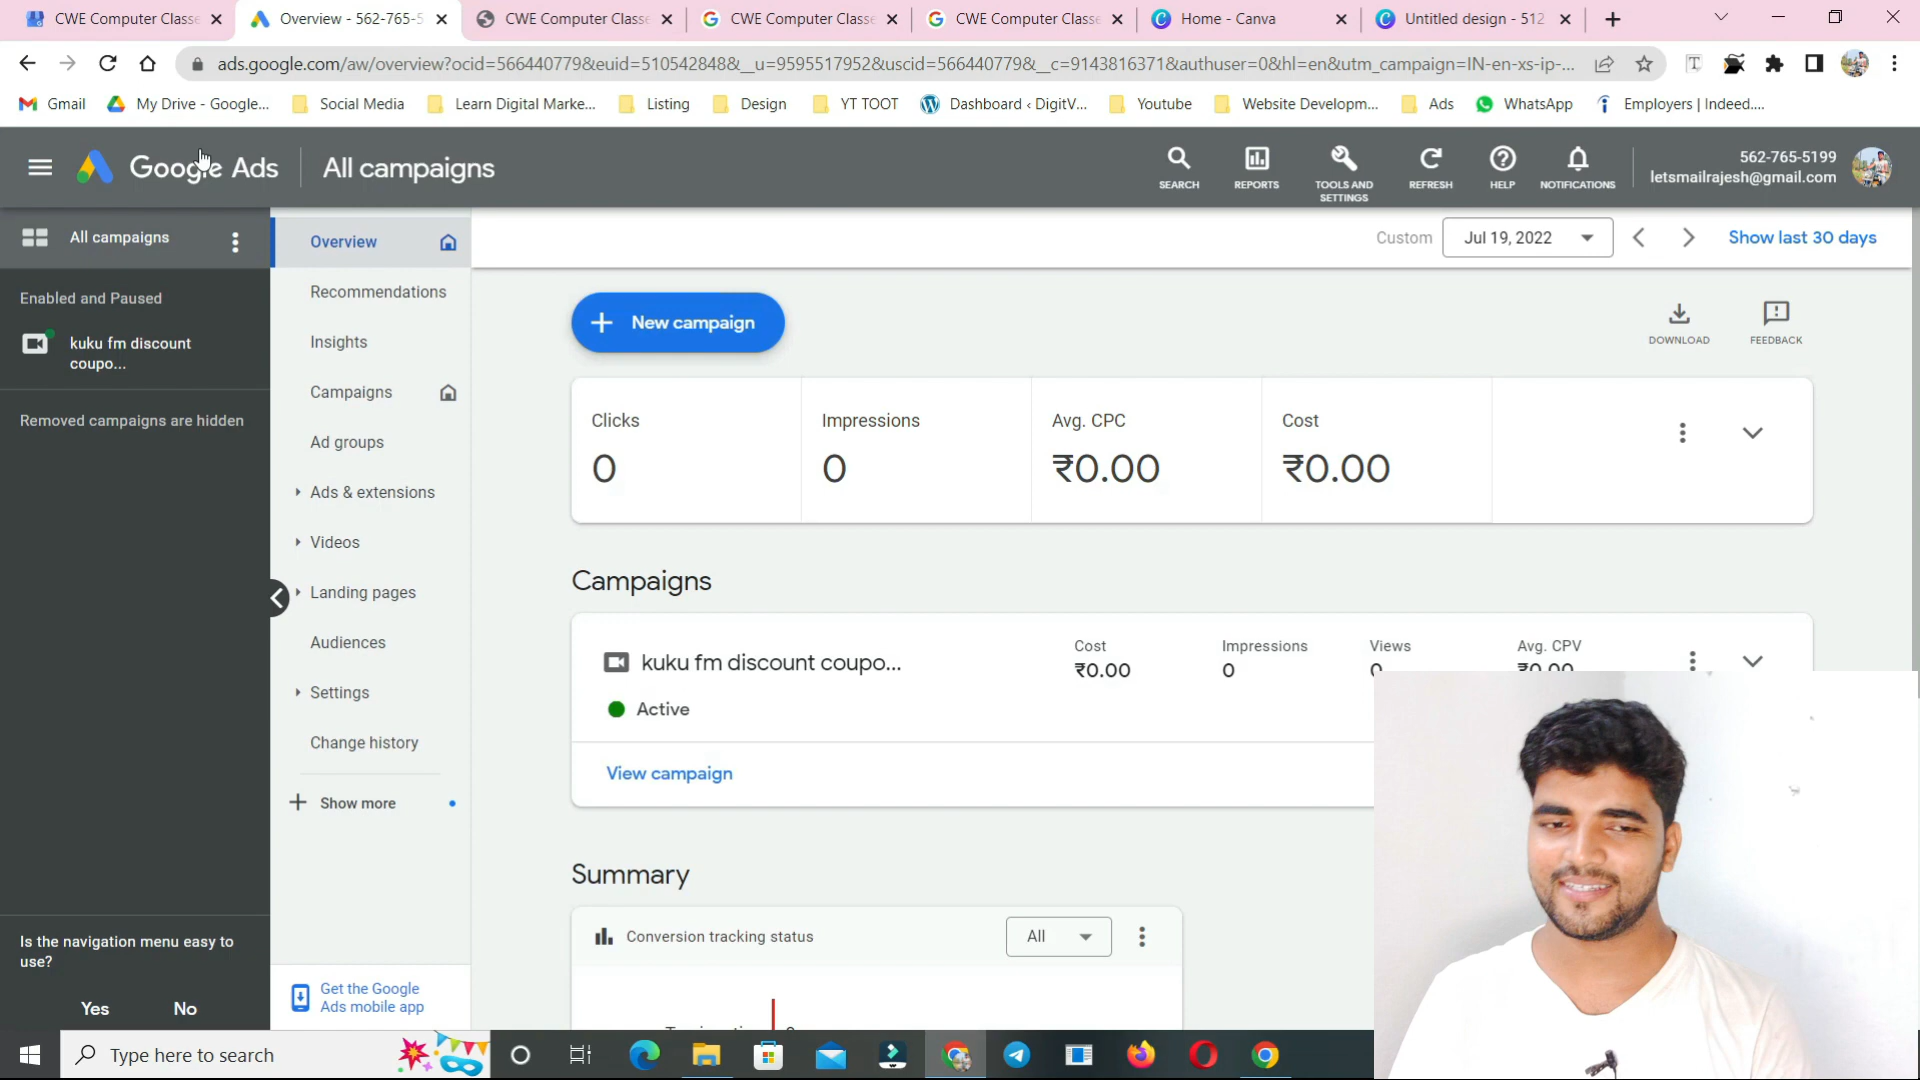 CWE Computer Classe
Overview - 562-765-5
CWE Computer Classe
CWE Computer Classe
CWE Computer Classe
Home - Canva
Untitled design - 512
ads.google.com/aw/overview?ocid=566440779&euid=510542848&__u=9595517952&uscid=566440779&__c=9143816371&authuser=0&hl=en&utm_campaign=IN-en-xs-ip-...
Gmail
My Drive - Google...
Social Media
Learn Digital Marke...
Listing
Design
YT TOOT
Dashboard ‹ DigitV...
Youtube
Website Developm...
Ads
WhatsApp
Employers | Indeed....
Google Ads
All campaigns
SEARCH
REPORTS
TOOLS AND
SETTINGS
REFRESH
HELP
NOTIFICATIONS
562-765-5199
letsmailrajesh@gmail.com
All campaigns
Enabled and Paused
kuku fm discount
coupo...
Removed campaigns are hidden
Is the navigation menu easy to
use?
Yes
No
Overview
Recommendations
Insights
Campaigns
Ad groups
Ads & extensions
Videos
Landing pages
Audiences
Settings
Change history
Show more
Get the Google
Ads mobile app
Custom
Jul 19, 2022
Show last 30 days
New campaign
DOWNLOAD
FEEDBACK
Clicks
0
Impressions
0
Avg. CPC
₹0.00
Cost
₹0.00
Campaigns
kuku fm discount coupo...
Active
Cost
₹0.00
Impressions
0
Views
0
Avg. CPV
₹0.00
View campaign
Summary
Conversion tracking status
All
Type here to search